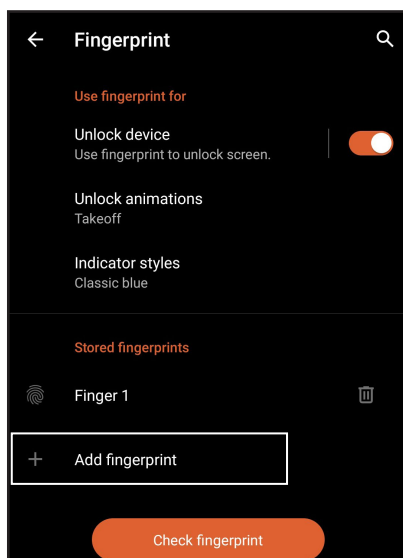 Fingerprint
Use fingerprint for
Unlock device
Use fingerprint to unlock screen.
Unlock animations
Takeoff
Indicator styles
Classic blue
Stored fingerprints
Finger 1
Add fingerprint
Check fingerprint